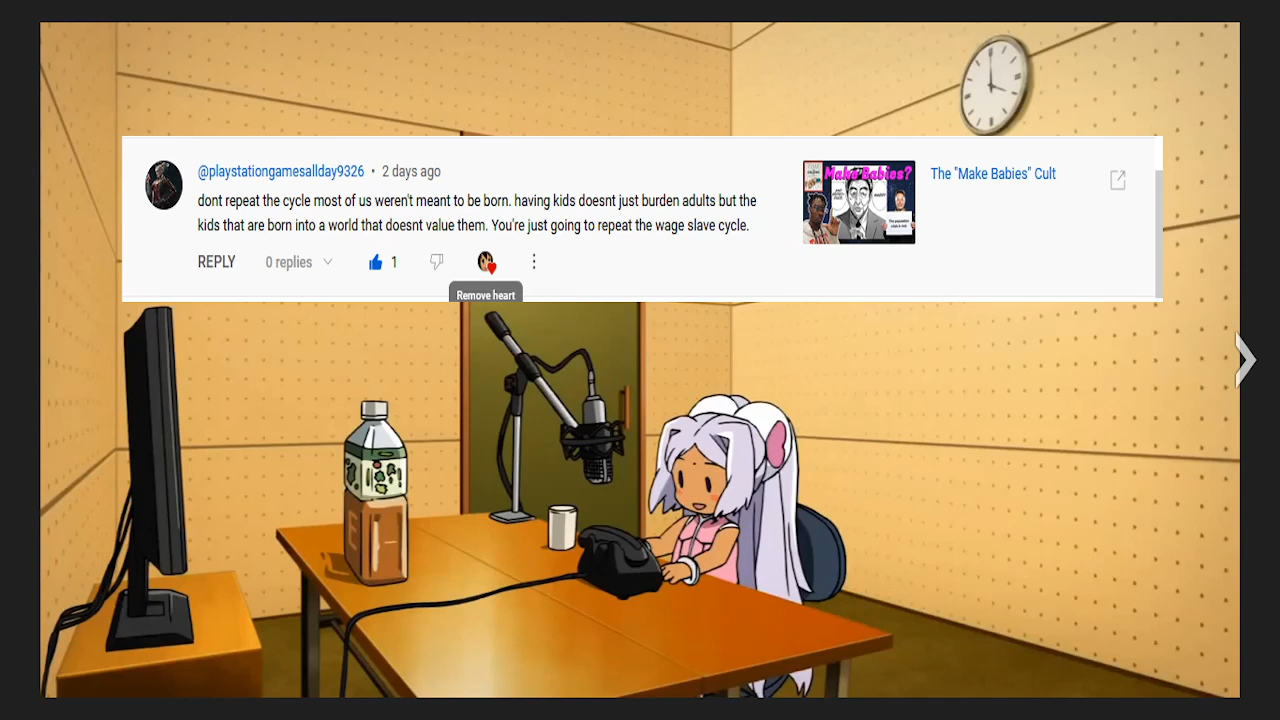 @playstationgamesallday9326 • 2 days ago
dont repeat the cycle most of us weren't meant to be born. having kids doesnt just burden adults but the
kids that are born into a world that doesnt value them. You're just going to repeat the wage slave cycle.
REPLY 0 replies 1
Remove heart
Make Babies?
The "Make Babies" Cult